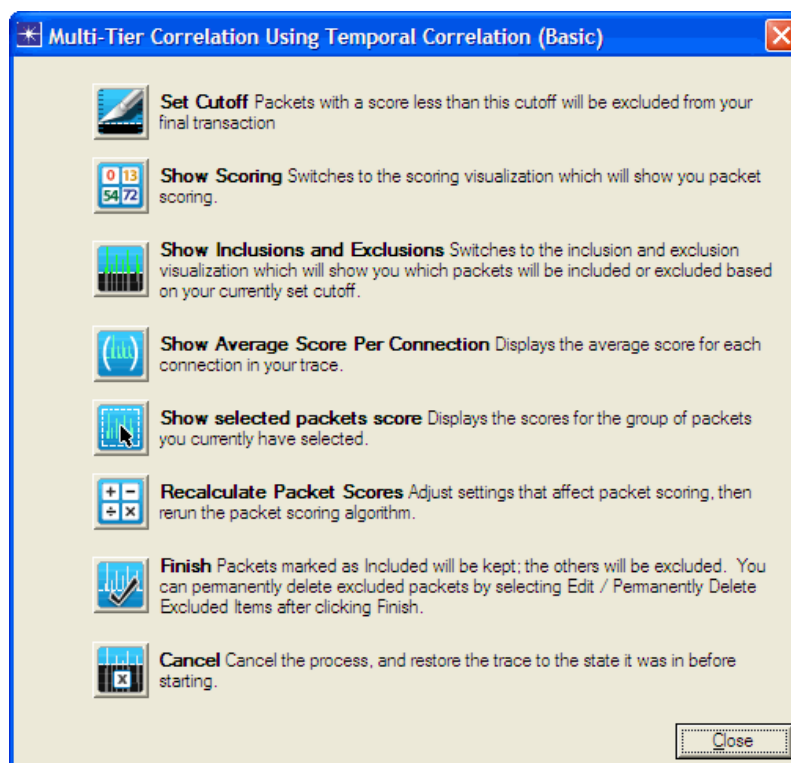 Multi-Tier Correlation Using Temporal Correlation (Basic)
Set Cutoff Packets with a score less than this cutoff will be excluded from your
final transaction
0 13
54 72
Show Scoring Switches to the scoring visualization which will show you packet
scoring.
Show Inclusions and Exclusions Switches to the inclusion and exclusion
visualization which will show you which packets will be included or excluded based
on your currently set cutoff.
Show Average Score Per Connection Displays the average score for each
connection in your trace.
Show selected packets score Displays the scores for the group of packets
you currently have selected.
+ −
÷ ×
Recalculate Packet Scores Adjust settings that affect packet scoring, then
rerun the packet scoring algorithm.
Finish Packets marked as Included will be kept; the others will be excluded.  You
can permanently delete excluded packets by selecting Edit / Permanently Delete
Excluded Items after clicking Finish.
Cancel Cancel the process, and restore the trace to the state it was in before
starting.
Close